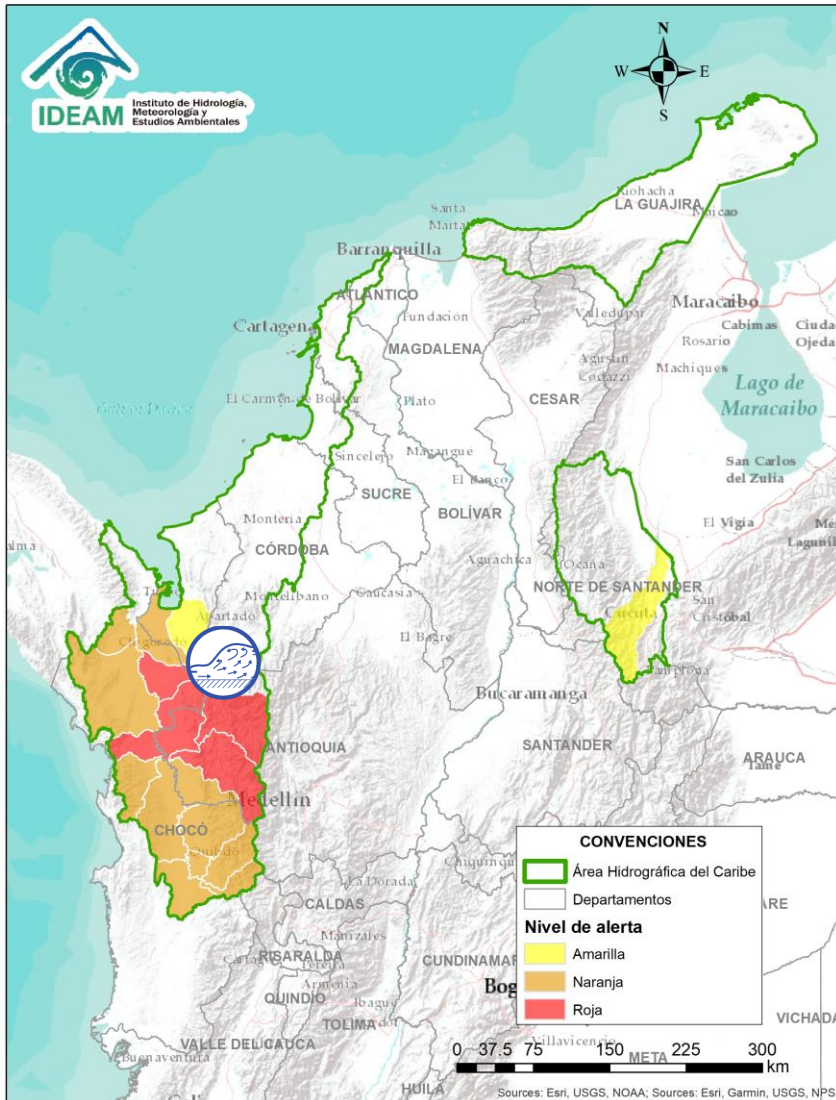 IDEAM
Instituto de Hidrología,
Meteorología y
Estudios Ambientales
N
W
E
S
Riohacha
LA GUAJIRA
Maicao
Santa
Marta
Barranquilla
ATLÁNTICO
Fundación
Cartagena
MAGDALENA
Valledupar
Maracaibo
Cabimas
Ciudad
Ojeda
Rosario
Machiques
Agustín
Codazzi
CESAR
Lago de
Maracaibo
El Carmen de Bolívar
Plato
Sincelejo
Magangué
SUCRE
El Banco
BOLÍVAR
San Carlos
del Zulia
El Vigía
Montería
CÓRDOBA
Aguachica
Ocaña
NORTE DE SANTANDER
Cúcuta
San
Cristóbal
Montelíbano
Caucasia
Apartadó
Chigorodó
El Bagre
Pamplona
Bucaramanga
SANTANDER
ARAUCA
Tame
ANTIOQUIA
Medellín
CHOCÓ
Quibdó
La Dorada
CALDAS
Manizales
RISARALDA
Pereira
Armenia
QUINDÍO
Ibagué
TOLIMA
CUNDINAMAR
Bog
VALLE DEL CAUCA
Buenaventura
Villavicencio
META
VICHADA
HUILA
CONVENCIONES
Área Hidrográfica del Caribe
Departamentos
Nivel de alerta
Amarilla
Naranja
Roja
0 37.5 75 150 225 300
km
Sources: Esri, USGS, NOAA; Sources: Esri, Garmin, USGS, NPS